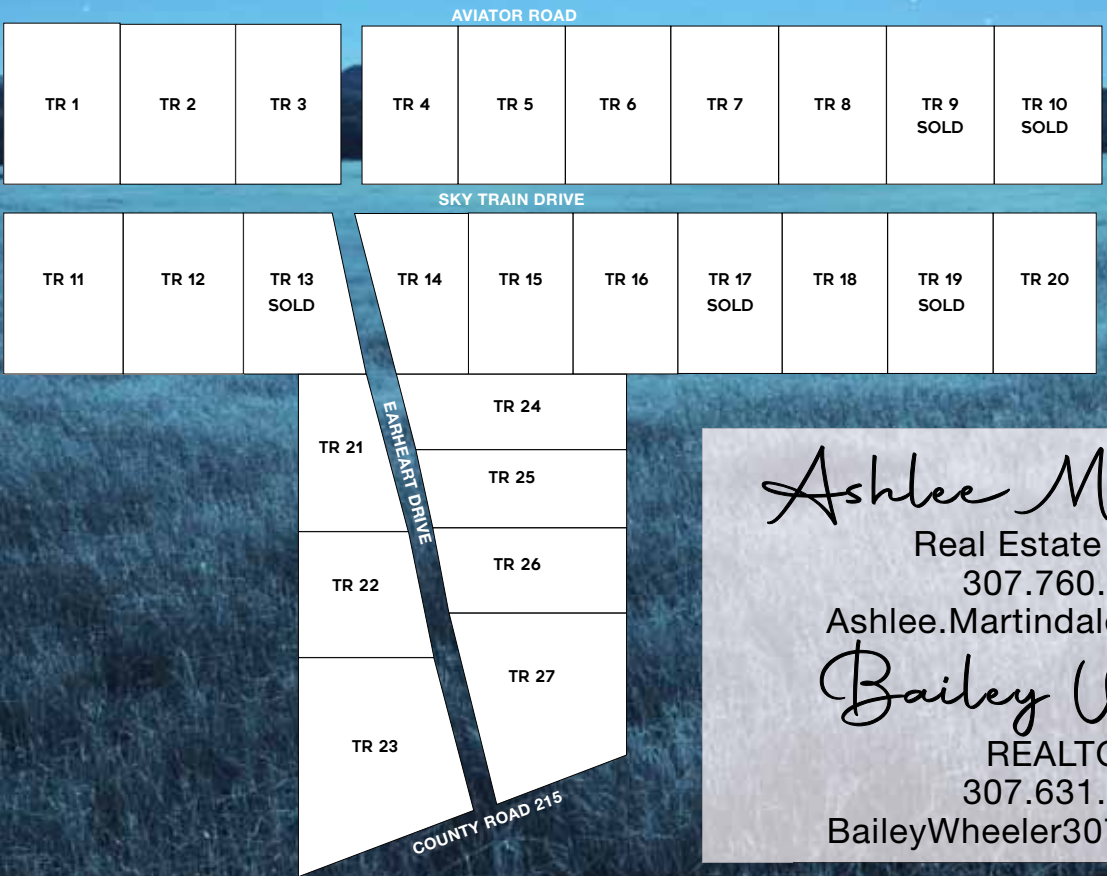 AVIATOR ROAD
TR 1
TR 2
TR 3
TR 4
TR 5
TR 6
TR 7
TR 8
TR 9
SOLD
TR 10
SOLD
SKY TRAIN DRIVE
TR 11
TR 12
TR 13
SOLD
TR 14
TR 15
TR 16
TR 17
SOLD
TR 18
TR 19
SOLD
TR 20
TR 21
TR 22
TR 23
EARHEART DRIVE
TR 24
TR 25
TR 26
TR 27
COUNTY ROAD 215
Ashlee M
Real Estate
307.760.
Ashlee.Martindal
Bailey
REALTO
307.631.
BaileyWheeler307